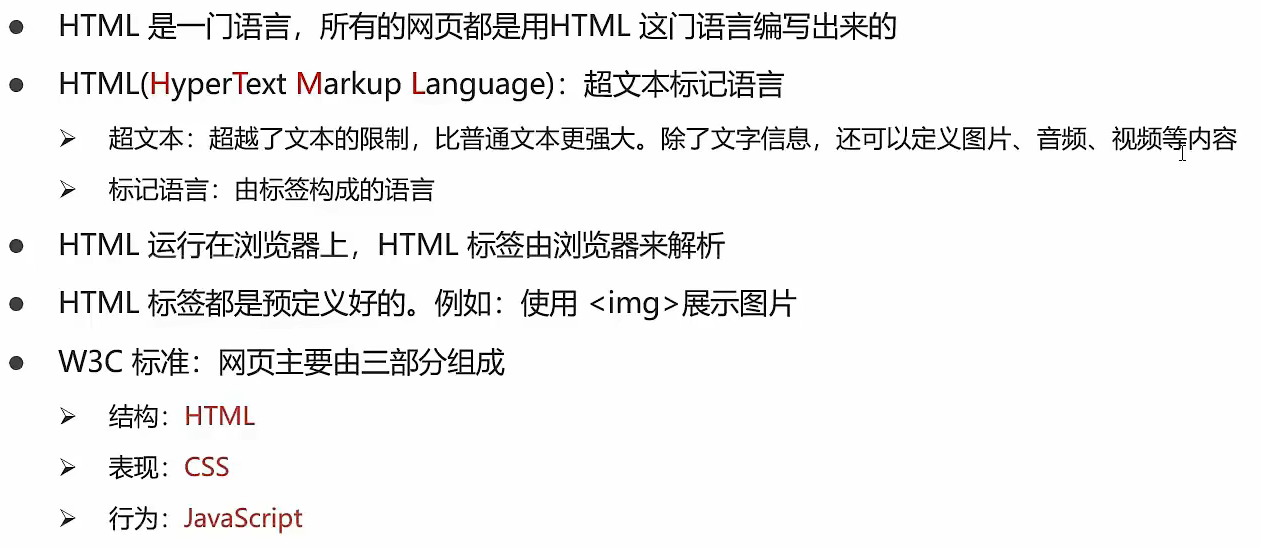 ● HTML 是一门语言，所有的网页都是用HTML 这门语言编写出来的
● HTML(HyperText Markup Language)：超文本标记语言
➢ 超文本：超越了文本的限制，比普通文本更强大。除了文字信息，还可以定义图片、音频、视频等内容
➢ 标记语言：由标签构成的语言
● HTML 运行在浏览器上，HTML 标签由浏览器来解析
● HTML 标签都是预定义好的。例如：使用 <img>展示图片
● W3C 标准：网页主要由三部分组成
➢ 结构：HTML
➢ 表现：CSS
➢ 行为：JavaScript